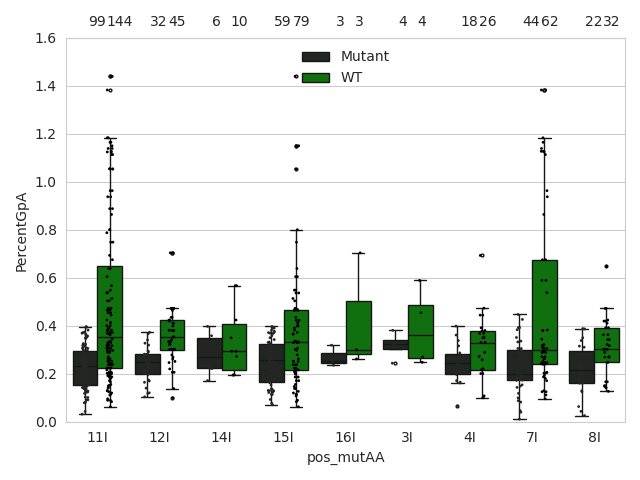 99 144 32 45 6 10 59 79 3 3 4 4 18 26 44 62 22 32
1.6
1.4
1.2
1.0
0.8
0.6
0.4
0.2
0.0
PercentGpA
Mutant
WT
11I 12I 14I 15I 16I 3I 4I 7I 8I
pos_mutAA